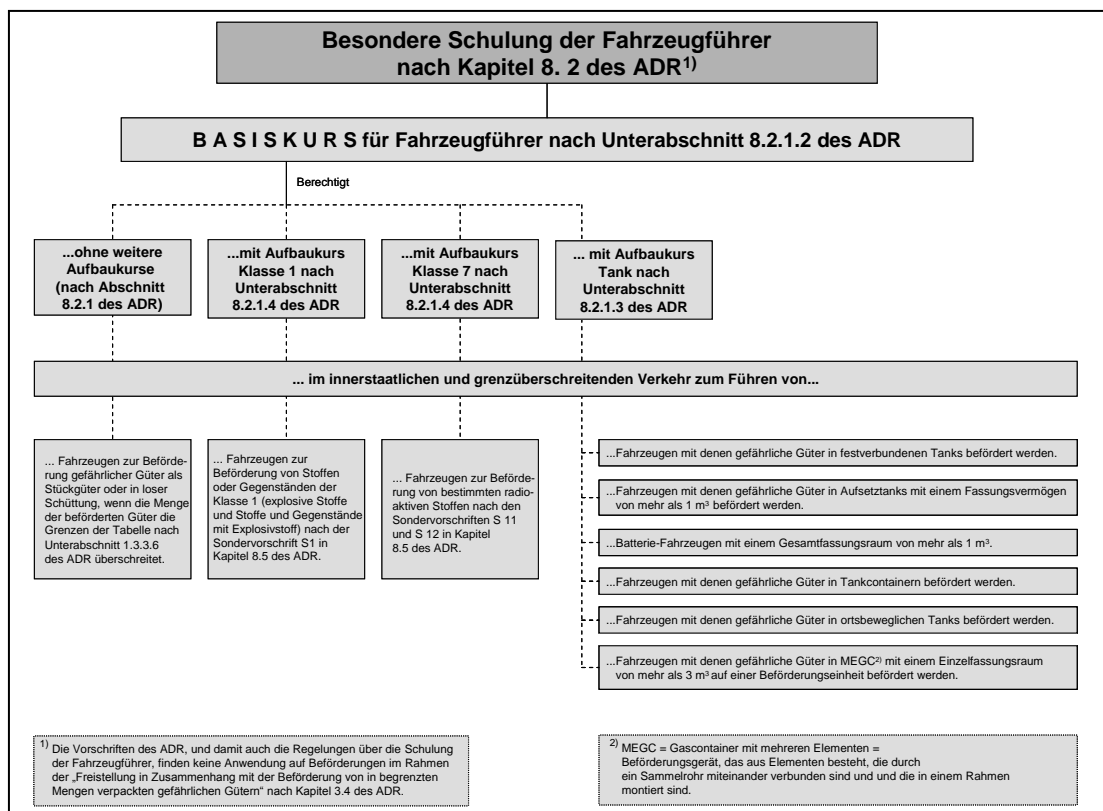 Besondere Schulung der Fahrzeugführer
nach Kapitel 8. 2 des ADR1)
B A S I S K U R S für Fahrzeugführer nach Unterabschnitt 8.2.1.2 des ADR
Berechtigt
...ohne weitere
Aufbaukurse
(nach Abschnitt
8.2.1 des ADR)
...mit Aufbaukurs
Klasse 1 nach
Unterabschnitt
8.2.1.4 des ADR
...mit Aufbaukurs
Klasse 7 nach
Unterabschnitt
8.2.1.4 des ADR
... mit Aufbaukurs
Tank nach
Unterabschnitt
8.2.1.3 des ADR
... im innerstaatlichen und grenzüberschreitenden Verkehr zum Führen von...
... Fahrzeugen zur Beförde-
rung gefährlicher Güter als
Stückgüter oder in loser
Schüttung, wenn die Menge
der beförderten Güter die
Grenzen der Tabelle nach
Unterabschnitt 1.3.3.6
des ADR überschreitet.
... Fahrzeugen zur
Beförderung von Stoffen
oder Gegenständen der
Klasse 1 (explosive Stoffe
und Stoffe und Gegenstände
mit Explosivstoff) nach der
Sondervorschrift S1 in
Kapitel 8.5 des ADR.
... Fahrzeugen zur Beförde-
rung von bestimmten radio-
aktiven Stoffen nach den
Sondervorschriften S 11
und S 12 in Kapitel
8.5 des ADR.
...Fahrzeugen mit denen gefährliche Güter in festverbundenen Tanks befördert werden.
...Fahrzeugen mit denen gefährliche Güter in Aufsetztanks mit einem Fassungsvermögen
von mehr als 1 m³ befördert werden.
...Batterie-Fahrzeugen mit einem Gesamtfassungsraum von mehr als 1 m³.
...Fahrzeugen mit denen gefährliche Güter in Tankcontainern befördert werden.
...Fahrzeugen mit denen gefährliche Güter in ortsbeweglichen Tanks befördert werden.
...Fahrzeugen mit denen gefährliche Güter in MEGC2) mit einem Einzelfassungsraum
von mehr als 3 m³ auf einer Beförderungseinheit befördert werden.
1) Die Vorschriften des ADR, und damit auch die Regelungen über die Schulung
der Fahrzeugführer, finden keine Anwendung auf Beförderungen im Rahmen
der „Freistellung in Zusammenhang mit der Beförderung von in begrenzten
Mengen verpackten gefährlichen Gütern" nach Kapitel 3.4 des ADR.
2) MEGC = Gascontainer mit mehreren Elementen =
Beförderungsgerät, das aus Elementen besteht, die durch
ein Sammelrohr miteinander verbunden sind und und die in einem Rahmen
montiert sind.